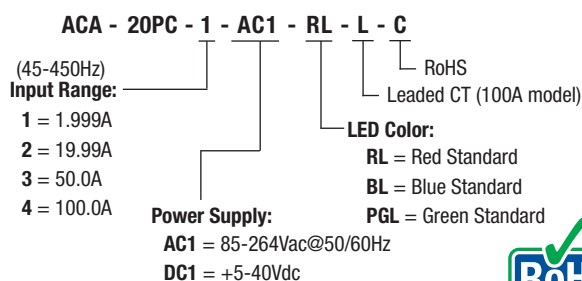 ACA - 20PC - 1 - AC1 - RL - L - C
RoHS
Leaded CT (100A model)
(45-450Hz)
Input Range:
1 = 1.999A
2 = 19.99A
3 = 50.0A
4 = 100.0A
LED Color:
RL = Red Standard
BL = Blue Standard
PGL = Green Standard
Power Supply:
AC1 = 85-264Vac@50/60Hz
DC1 = +5-40Vdc